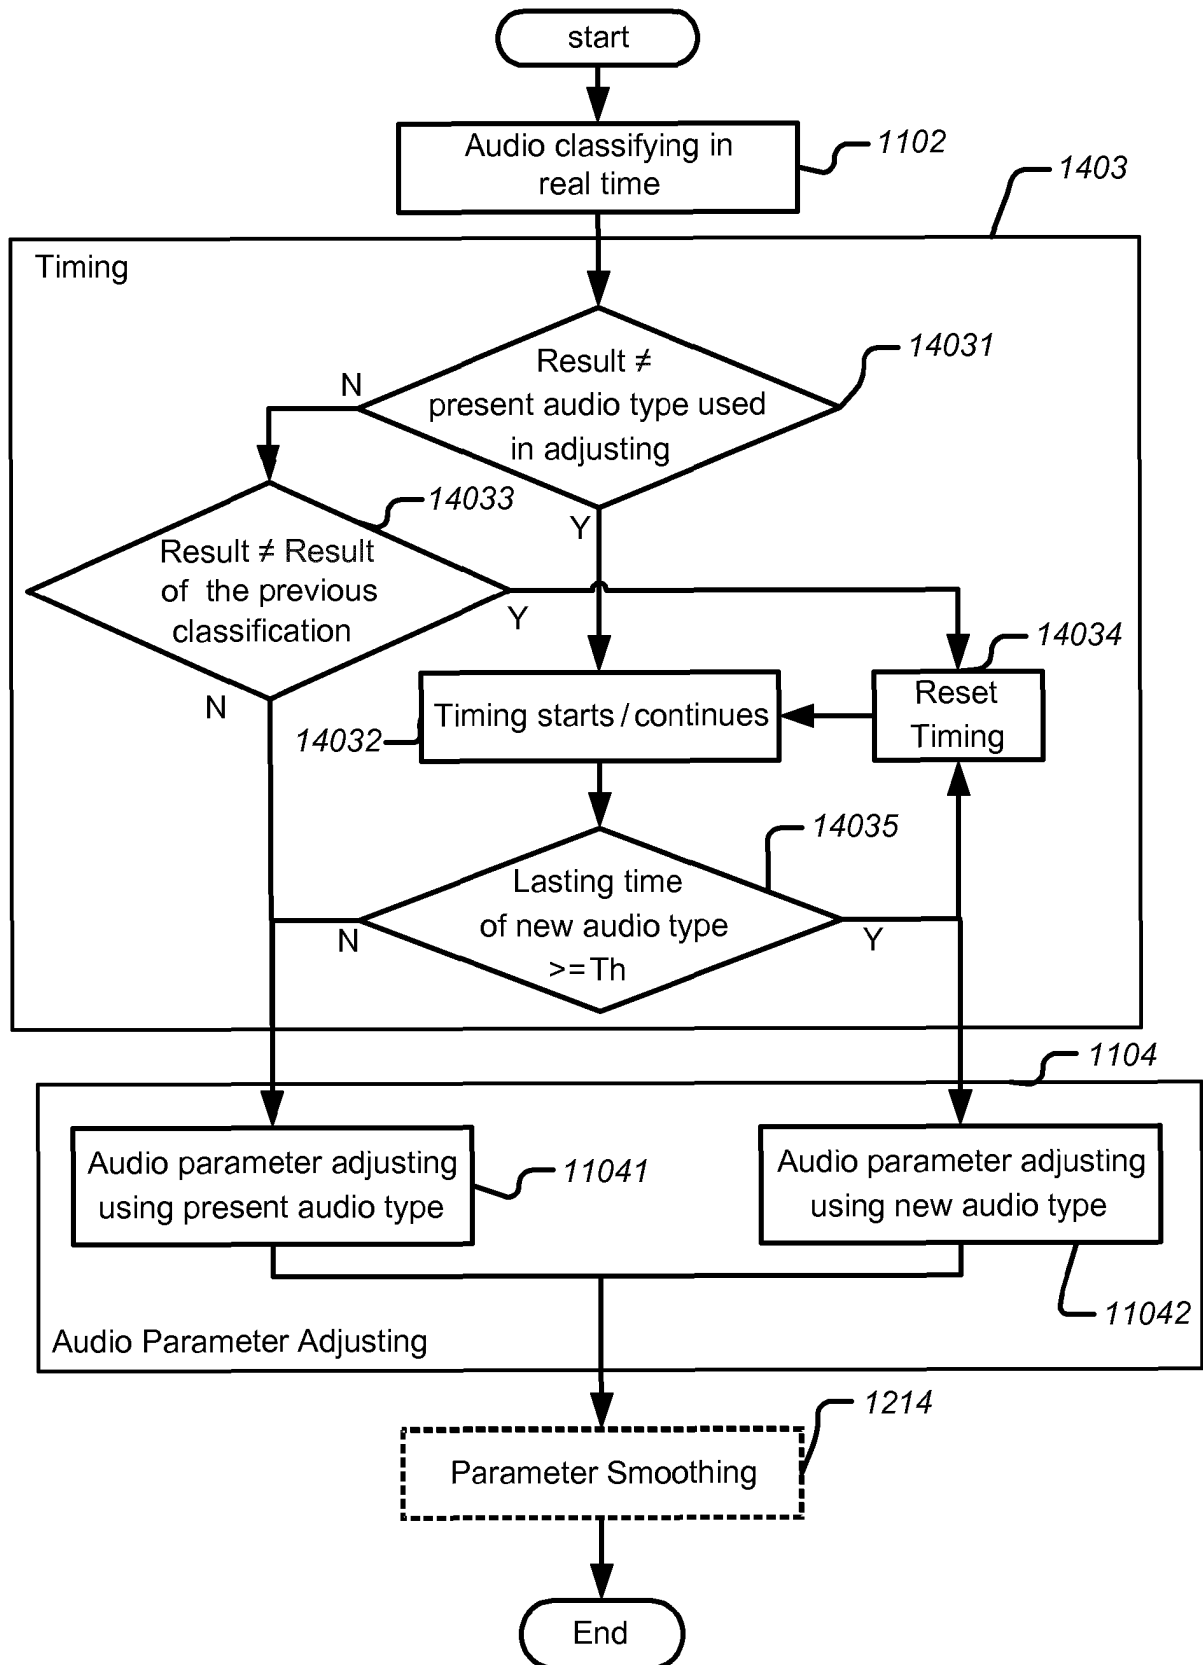 start
Audio classifying in
real time
1102
1403
Timing
Result ≠
present audio type used
in adjusting
14031
N
Y
14033
Result ≠ Result
of the previous
classification
Y
N
14034
Reset
Timing
Timing starts / continues
14032
14035
Lasting time
of new audio type
>=Th
N
Y
1104
Audio parameter adjusting
using present audio type
11041
Audio parameter adjusting
using new audio type
11042
Audio Parameter Adjusting
1214
Parameter Smoothing
End